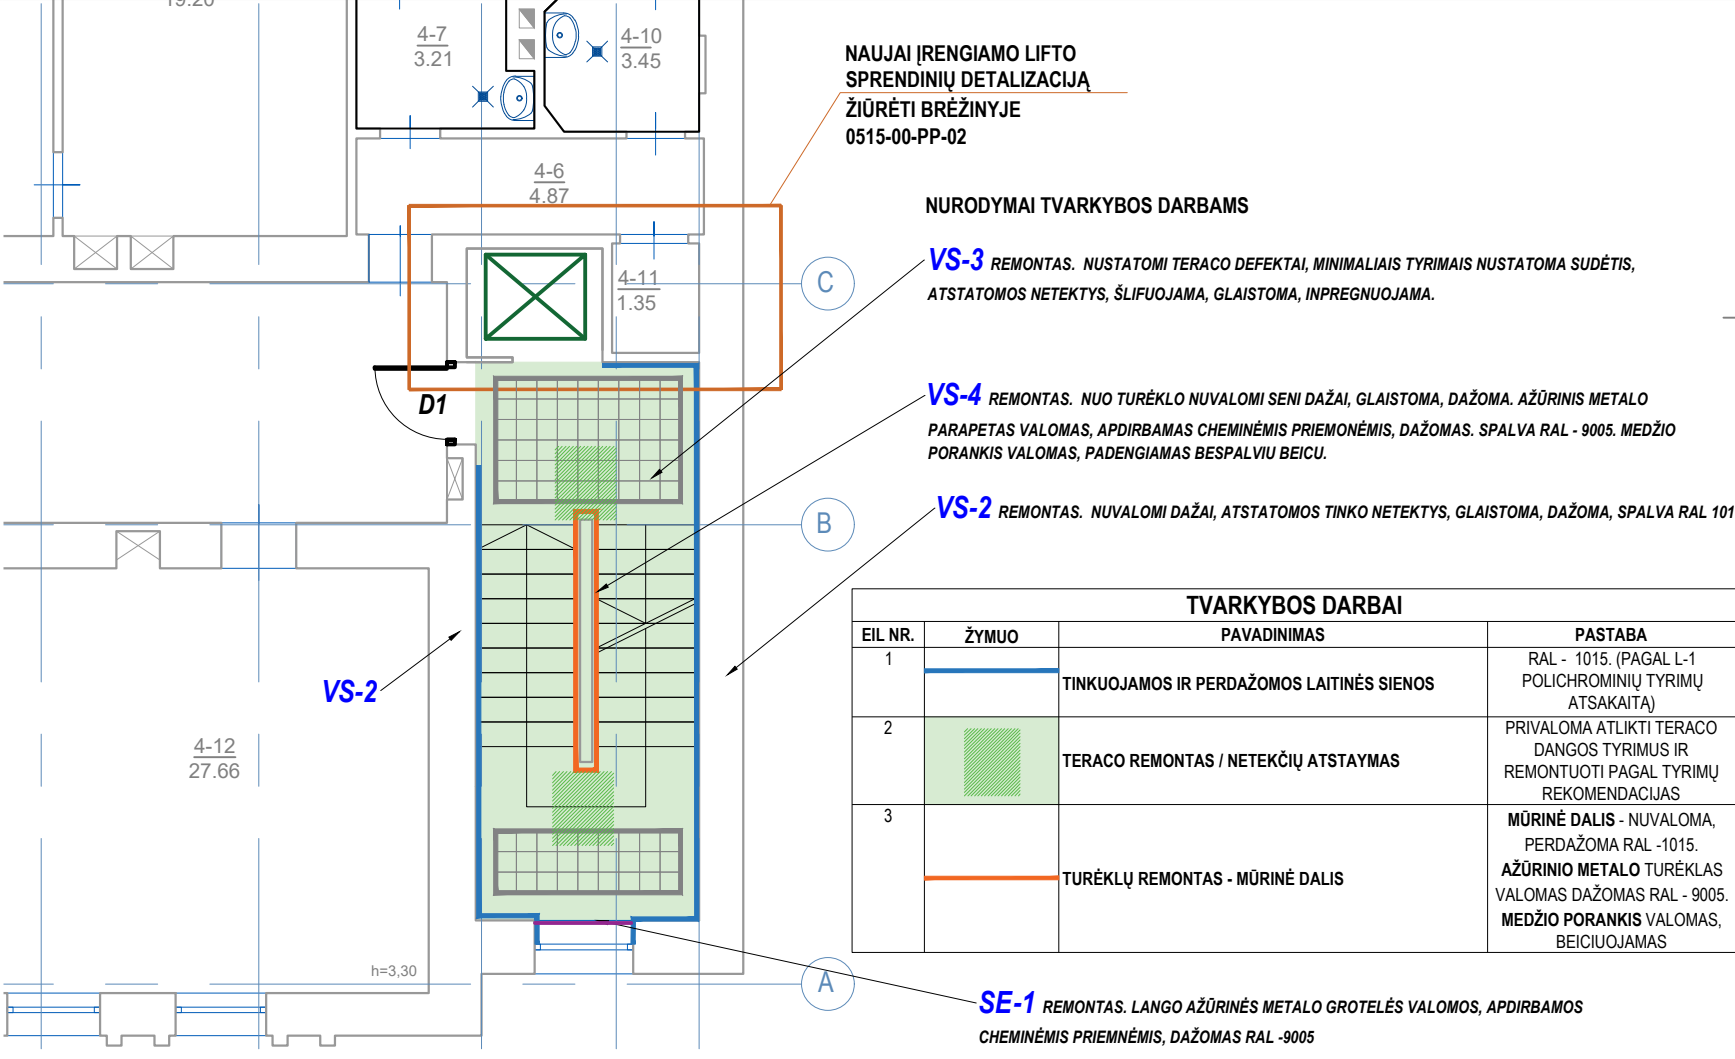 19.20
4-7
3.21
4-10
3.45
NAUJAI ĮRENGIAMO LIFTO
SPRENDINIŲ DETALIZACIJĄ
ŽIŪRĖTI BRĖŽINYJE
0515-00-PP-02
4-6
4.87
NURODYMAI TVARKYBOS DARBAMS
VS-3 REMONTAS. NUSTATOMI TERACO DEFEKTAI, MINIMALIAIS TYRIMAIS NUSTATOMA SUDĖTIS,
ATSTATOMOS NETEKTYS, ŠLIFUOJAMA, GLAISTOMA, INPREGNUOJAMA.
4-11
1.35
C
D1
VS-4 REMONTAS. NUO TURĖKLO NUVALOMI SENI DAŽAI, GLAISTOMA, DAŽOMA. AŽŪRINIS METALO
PARAPETAS VALOMAS, APDIRBAMAS CHEMINĖMIS PRIEMONĖMIS, DAŽOMAS. SPALVA RAL - 9005. MEDŽIO
PORANKIS VALOMAS, PADENGIAMAS BESPALVIU BEICU.
B
VS-2 REMONTAS. NUVALOMI DAŽAI, ATSTATOMOS TINKO NETEKTYS, GLAISTOMA, DAŽOMA, SPALVA RAL 101
VS-2
TVARKYBOS DARBAI
EIL NR. ŽYMUO PAVADINIMAS PASTABA
1 TINKUOJAMOS IR PERDAŽOMOS LAITINĖS SIENOS
RAL - 1015. (PAGAL L-1
POLICHROMINIŲ TYRIMŲ
ATSAKAITĄ)
2 TERACO REMONTAS / NETEKČIŲ ATSTAYMAS
PRIVALOMA ATLIKTI TERACO
DANGOS TYRIMUS IR
REMONTUOTI PAGAL TYRIMŲ
REKOMENDACIJAS
3 TURĖKLŲ REMONTAS - MŪRINĖ DALIS
MŪRINĖ DALIS - NUVALOMA,
PERDAŽOMA RAL -1015.
AŽŪRINIO METALO TURĖKLAS
VALOMAS DAŽOMAS RAL - 9005.
MEDŽIO PORANKIS VALOMAS,
BEICIUOJAMAS
4-12
27.66
h=3,30
A
SE-1 REMONTAS. LANGO AŽŪRINĖS METALO GROTELĖS VALOMOS, APDIRBAMOS
CHEMINĖMIS PRIEMNĖMIS, DAŽOMAS RAL -9005